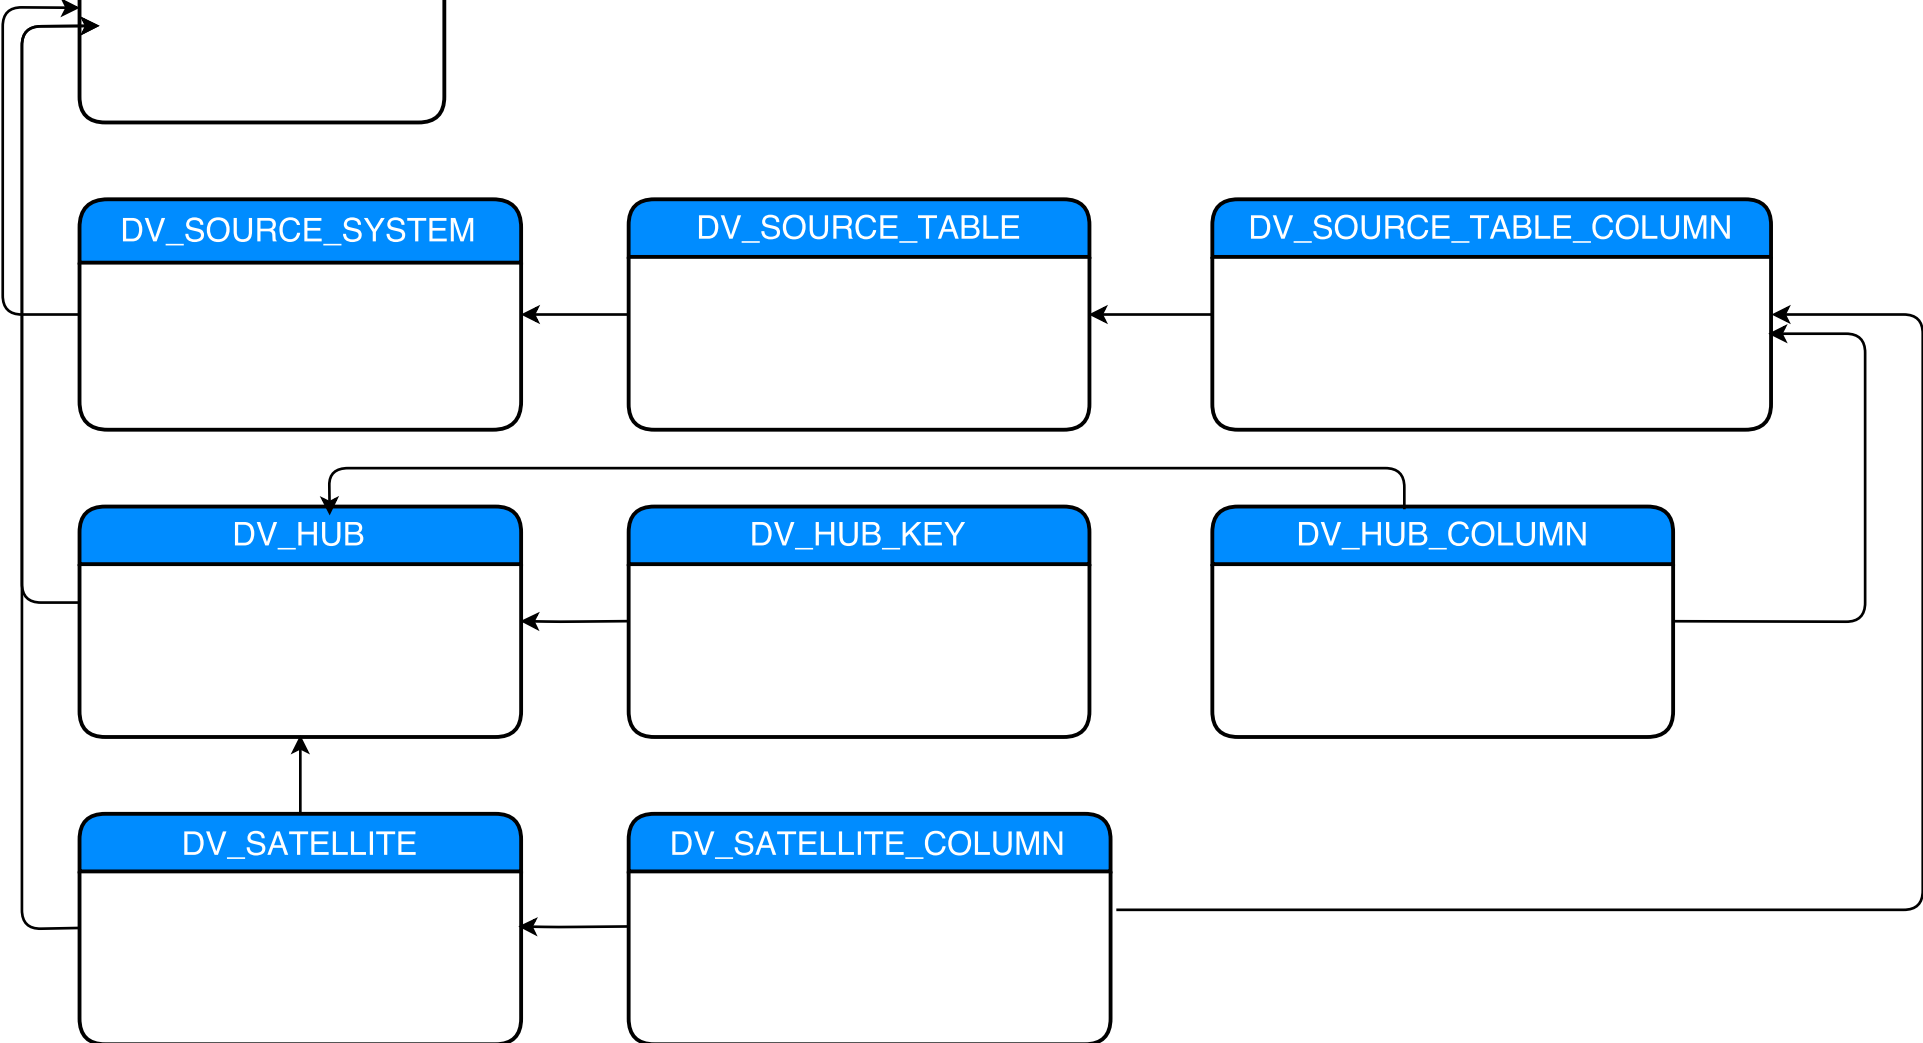 DV_SOURCE_SYSTEM
DV_SOURCE_TABLE
DV_SOURCE_TABLE_COLUMN
DV_HUB
DV_HUB_KEY
DV_HUB_COLUMN
DV_SATELLITE
DV_SATELLITE_COLUMN